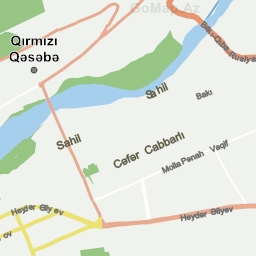 GoMap.Az
Qırmızı
Qəsəbə
Sahil
Bakı
Sahil
Cəfər Cabbarlı
Molla Pənah Vaqif
Heydər Əliyev
Heydər Əliyev